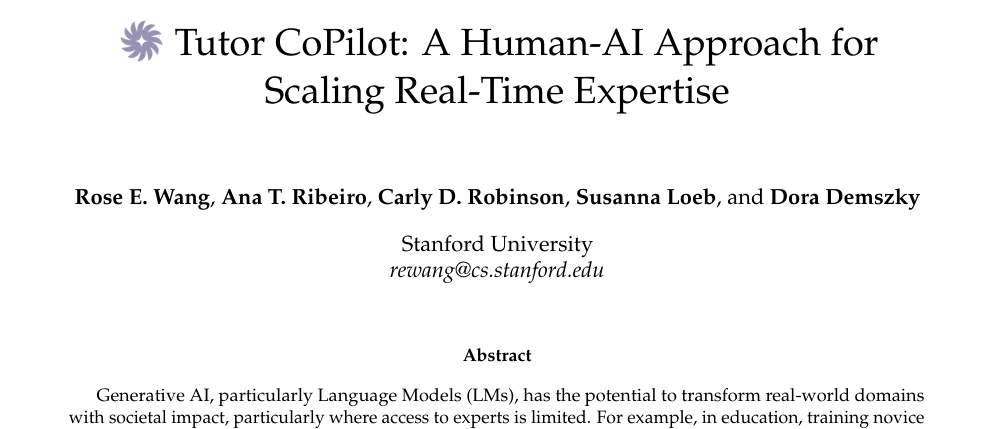 Tutor CoPilot: A Human-AI Approach for
Scaling Real-Time Expertise
Rose E. Wang, Ana T. Ribeiro, Carly D. Robinson, Susanna Loeb, and Dora Demszky
Stanford University
rewang@cs.stanford.edu
Abstract
Generative AI, particularly Language Models (LMs), has the potential to transform real-world domains
with societal impact, particularly where access to experts is limited. For example, in education, training novice